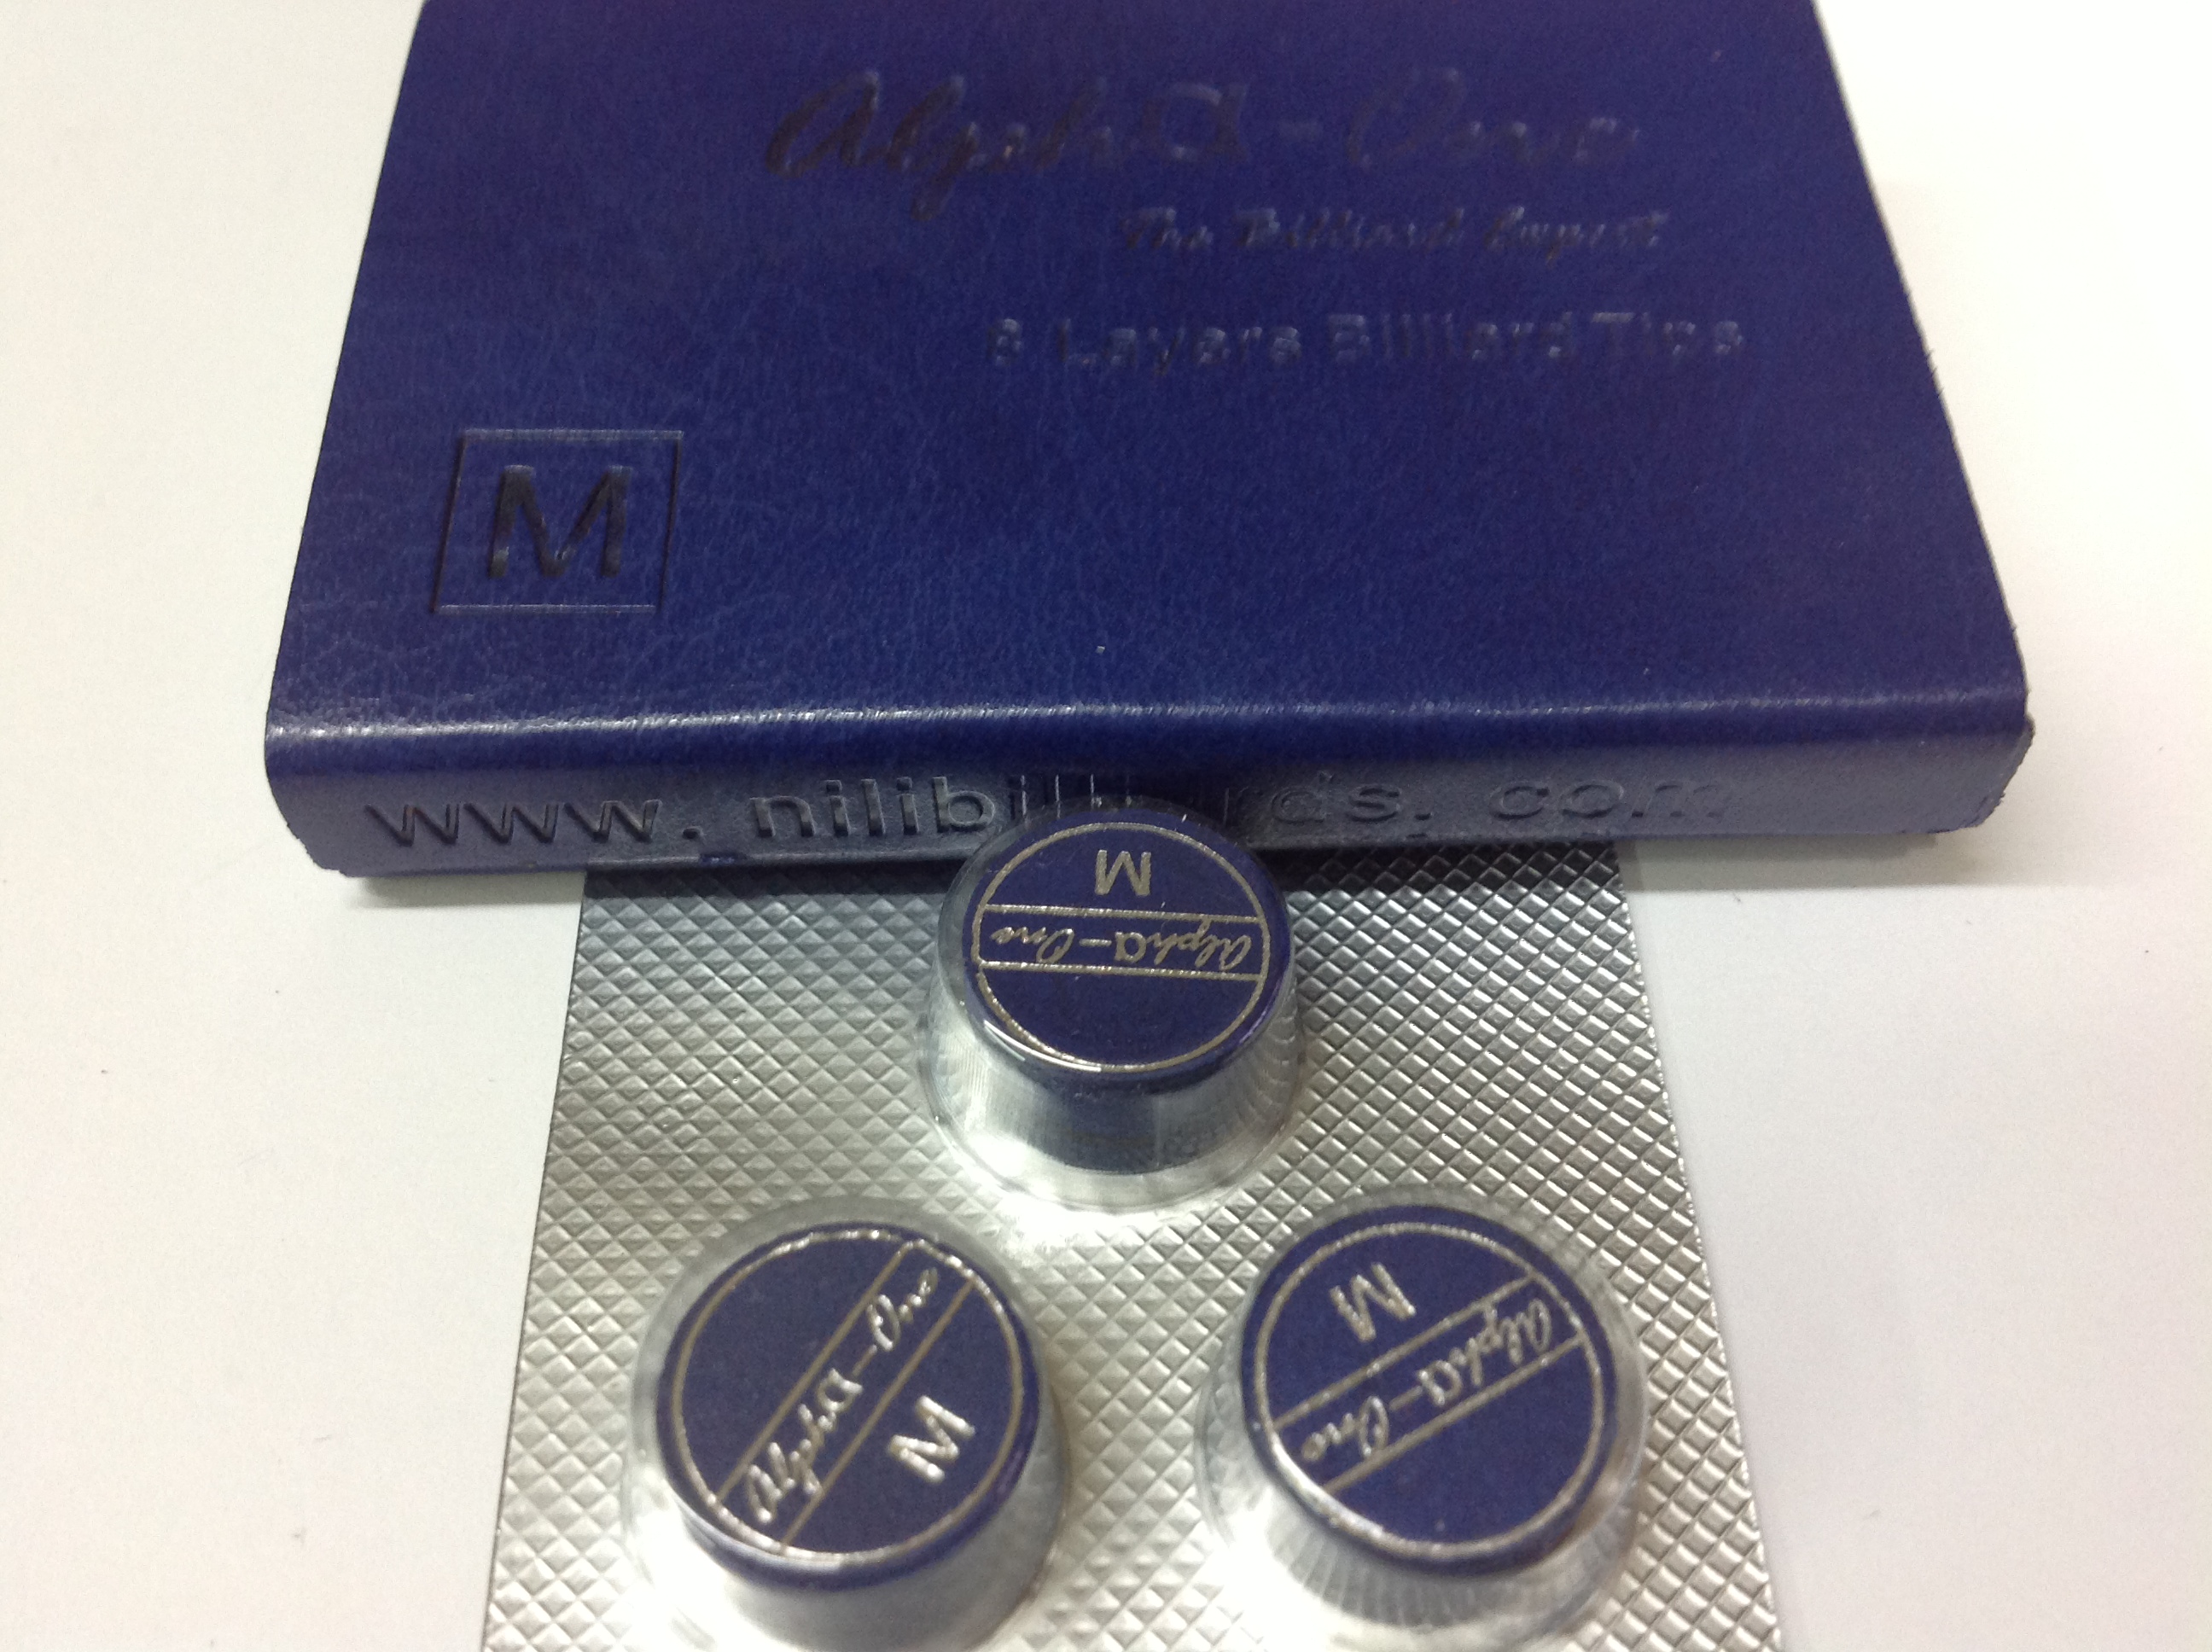 Alpha-One
The Billiard Expert
8 Layers Billiard Tips
M
www.nilibilliards.com
M
Alpha-One
Alpha-One
M
M
Alpha-One